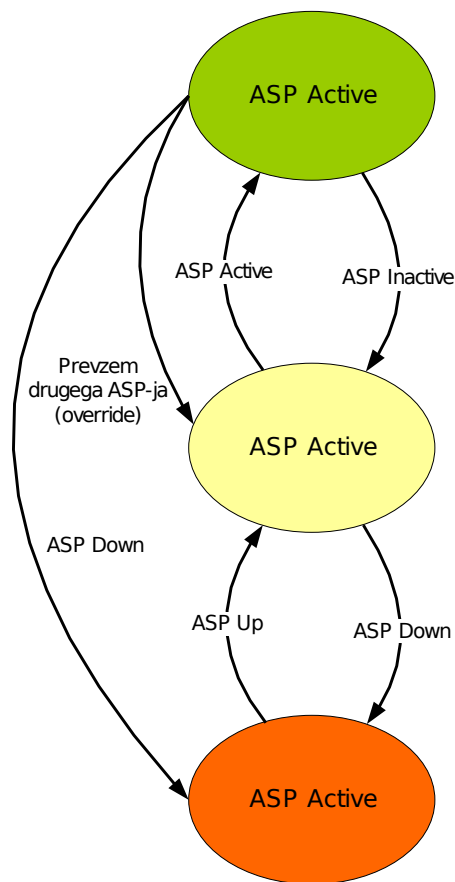 ASP Active
ASP Active
ASP Inactive
Prevzem
drugega ASP-ja
(override)
ASP Active
ASP Down
ASP Up
ASP Down
ASP Active